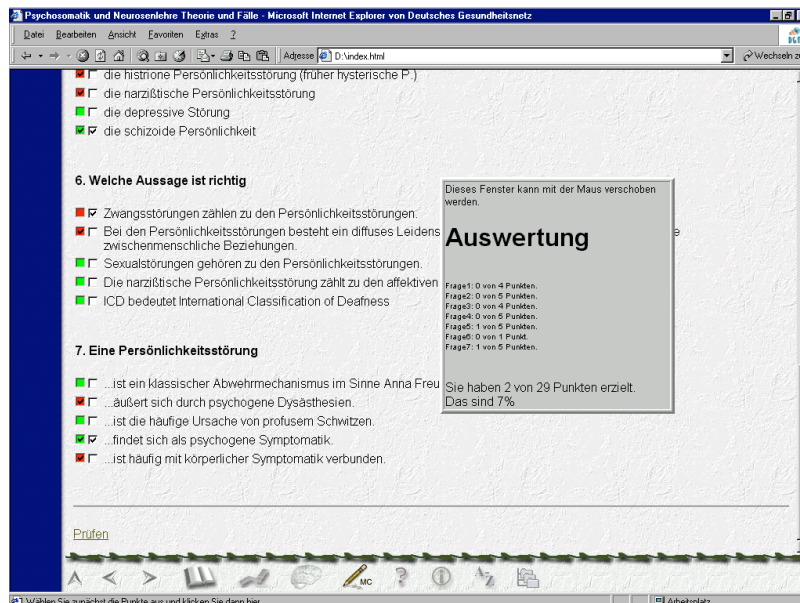 Psychosomatik und Neurosenlehre Theorie und Fälle - Microsoft Internet Explorer von Deutsches Gesundheitsnetz
Datei Bearbeiten Ansicht Favoriten Extras ?
Adresse D:\index.html Wechseln zu
die histrione Persönlichkeitsstörung (früher hysterische P.)
die narzißtische Persönlichkeitsstörung
die depressive Störung
die schizoide Persönlichkeit
6. Welche Aussage ist richtig
Zwangsstörungen zählen zu den Persönlichkeitsstörungen.
Bei den Persönlichkeitsstörungen besteht ein diffuses Leidens e
zwischenmenschliche Beziehungen.
Sexualstörungen gehören zu den Persönlichkeitsstörungen.
Die narzißtische Persönlichkeitsstörung zählt zu den affektiven
ICD bedeutet International Classification of Deafness
7. Eine Persönlichkeitsstörung
...ist ein klassischer Abwehrmechanismus im Sinne Anna Freu
...äußert sich durch psychogene Dysästhesien.
...ist die häufige Ursache von profusem Schwitzen.
...findet sich als psychogene Symptomatik.
...ist häufig mit körperlicher Symptomatik verbunden.
Dieses Fenster kann mit der Maus verschoben
werden.
Auswertung
Frage1: 0 von 4 Punkten.
Frage2: 0 von 5 Punkten.
Frage3: 0 von 4 Punkten.
Frage4: 0 von 5 Punkten.
Frage5: 1 von 5 Punkten.
Frage6: 0 von 1 Punkt.
Frage7: 1 von 5 Punkten.
Sie haben 2 von 29 Punkten erzielt.
Das sind 7%
Prüfen
MC ? i A-Z
Wählen Sie zunächst die Punkte aus und klicken Sie dann hier Arbeitsplatz